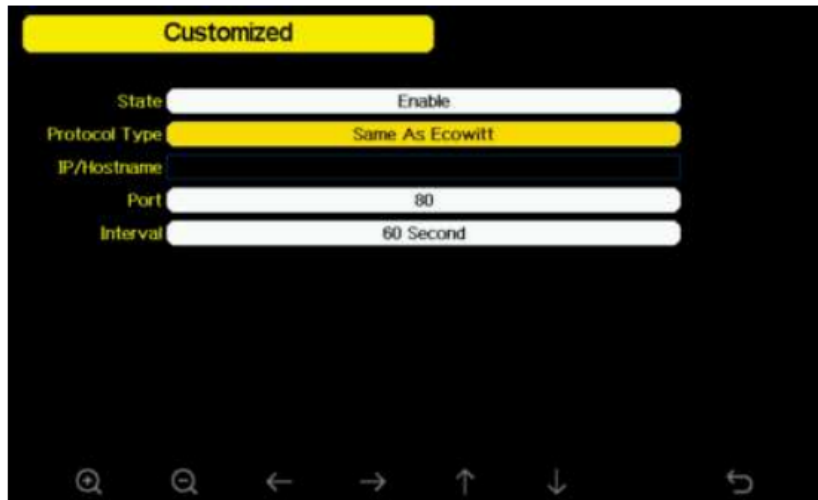 Customized
State Enable
Protocol Type Same As Ecowitt
IP/Hostname
Port 80
Interval 60 Second